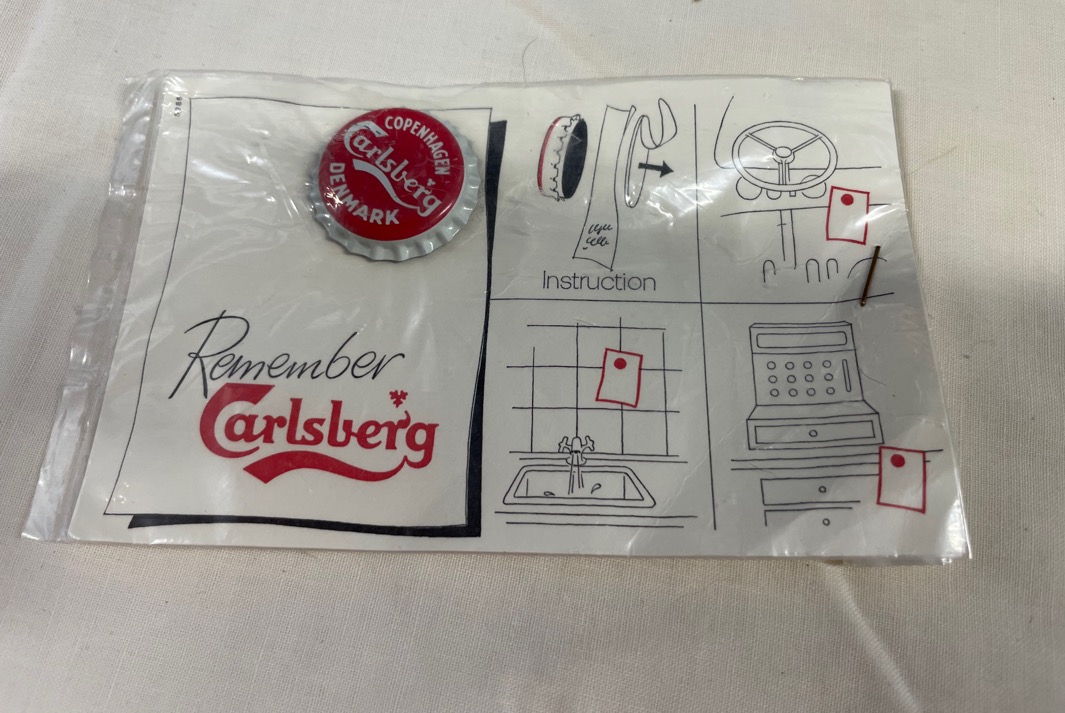 COPENHAGEN
Carlsberg
DENMARK
Remember
Carlsberg
Instruction